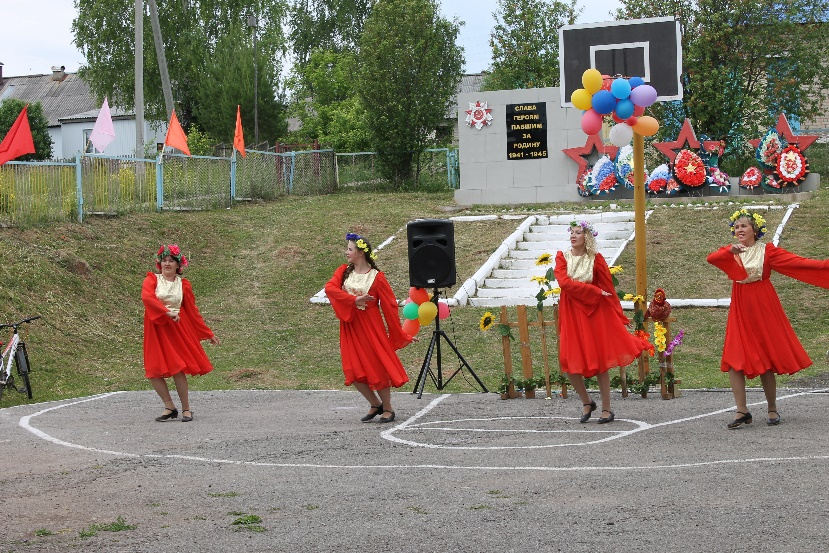 СЛАВА
ГЕРОЯМ
ПАВШИМ
ЗА
РОДИНУ
1941 - 1945